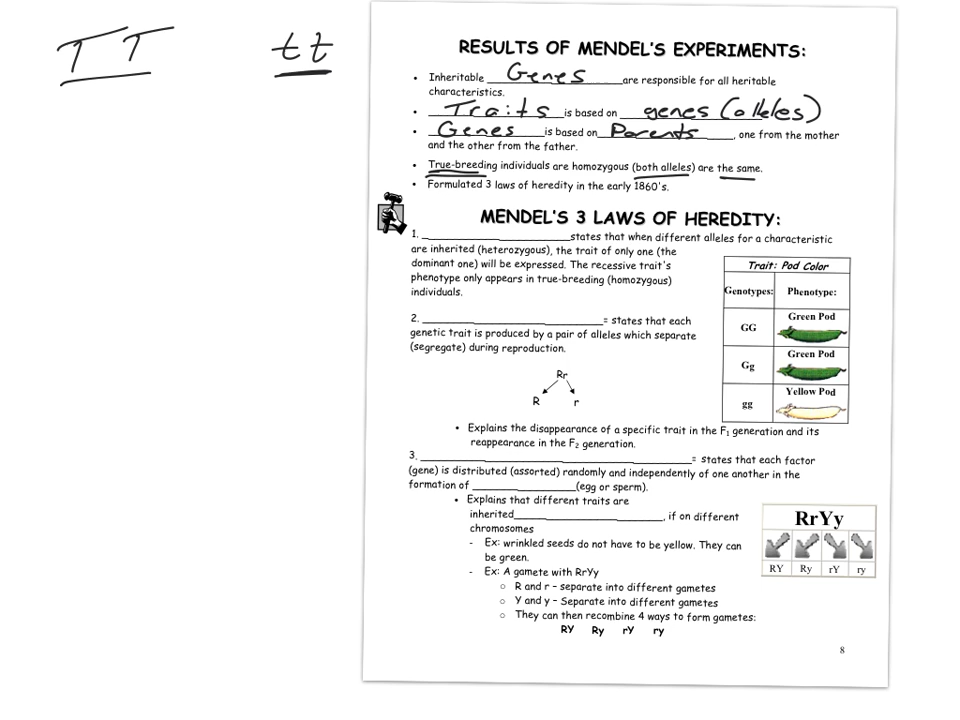 TT tt
RESULTS OF MENDEL'S EXPERIMENTS:
• Inheritable Genes are responsible for all heritable
characteristics.
• Traits is based on genes (alleles)
• Genes is based on Parents, one from the mother
and the other from the father.
• True-breeding individuals are homozygous (both alleles) are the same.
• Formulated 3 laws of heredity in the early 1860's.
MENDEL'S 3 LAWS OF HEREDITY:
1. ____________________states that when different alleles for a characteristic
are inherited (heterozygous), the trait of only one (the
dominant one) will be expressed. The recessive trait's
phenotype only appears in true-breeding (homozygous)
individuals.
Trait: Pod Color
Genotypes: Phenotype:
GG Green Pod
Gg Green Pod
gg Yellow Pod
2. ____________________= states that each
genetic trait is produced by a pair of alleles which separate
(segregate) during reproduction.
Rr
R r
• Explains the disappearance of a specific trait in the F₁ generation and its
reappearance in the F₂ generation.
3. ____________________= states that each factor
(gene) is distributed (assorted) randomly and independently of one another in the
formation of ______________(egg or sperm).
• Explains that different traits are
inherited____________________, if on different
chromosomes
- Ex: wrinkled seeds do not have to be yellow. They can
be green.
- Ex: A gamete with RrYy
o R and r – separate into different gametes
o Y and y – Separate into different gametes
o They can then recombine 4 ways to form gametes:
RY Ry rY ry
RrYy
RY Ry rY ry
8